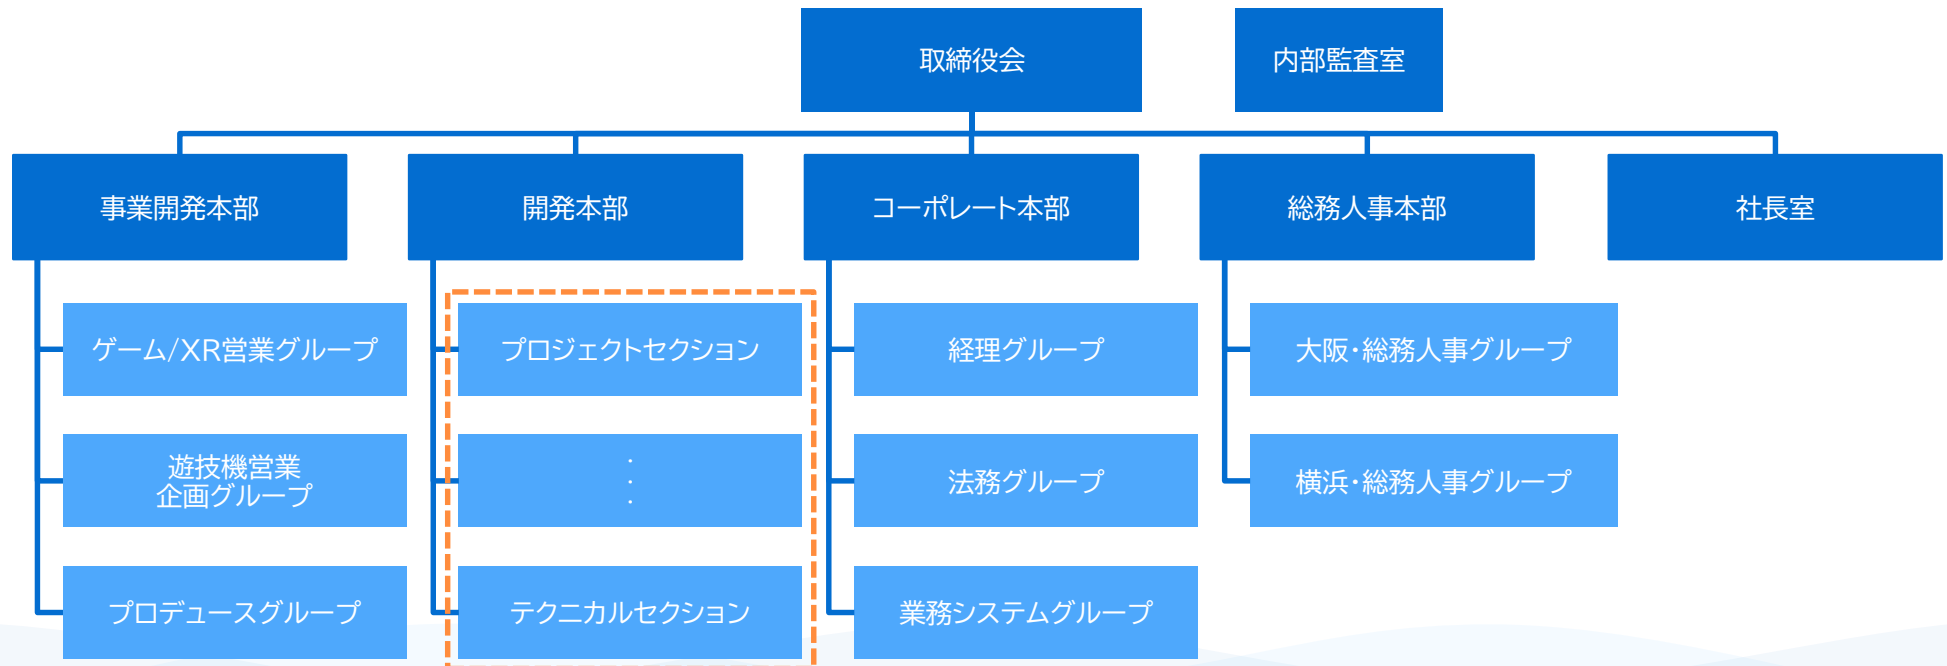 取締役会
内部監査室
事業開発本部
開発本部
コーポレート本部
総務人事本部
社長室
ゲーム/XR営業グループ
プロジェクトセクション
経理グループ
大阪・総務人事グループ
遊技機営業
企画グループ
:
・
法務グループ
横浜・総務人事グループ
プロデュースグループ
テクニカルセクション
業務システムグループ